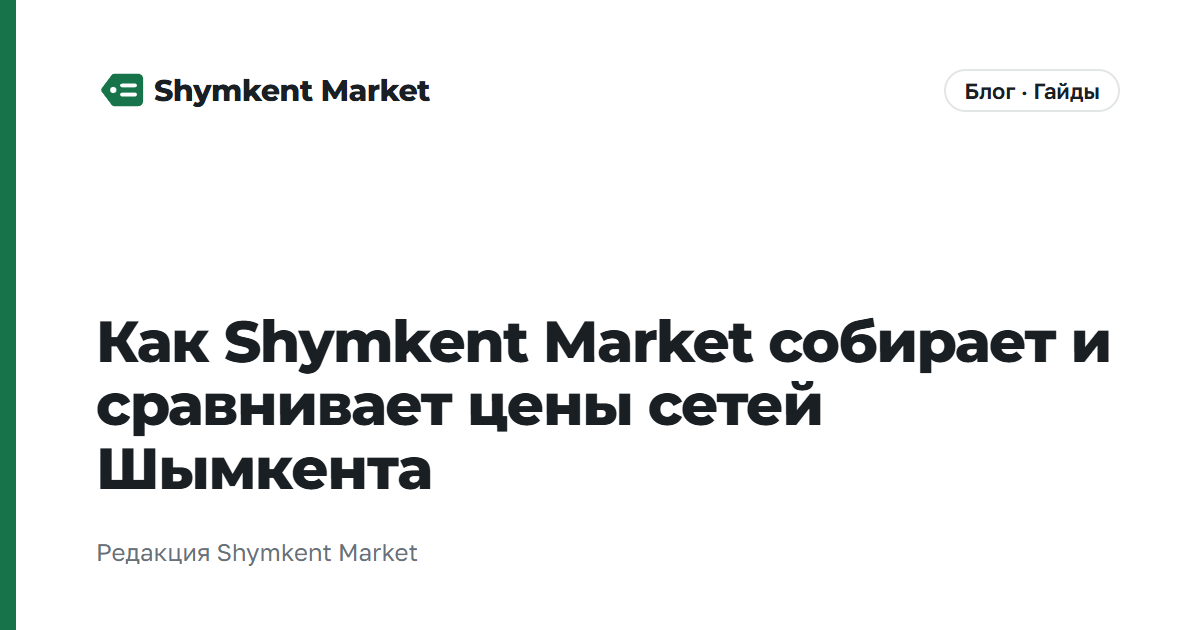 Shymkent Market
Блог · Гайды
Как Shymkent Market собирает и
сравнивает цены сетей
Шымкента
Редакция Shymkent Market